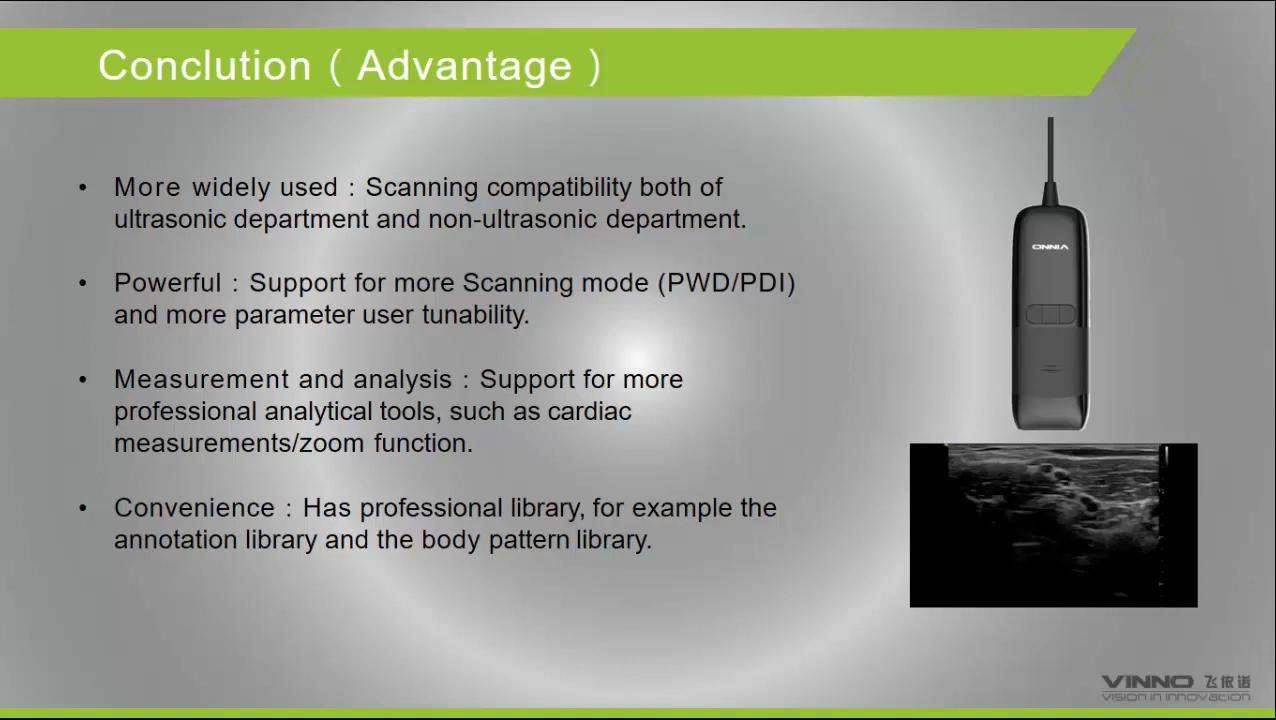 Conclution（Advantage）
• More widely used：Scanning compatibility both of
ultrasonic department and non-ultrasonic department.
• Powerful：Support for more Scanning mode (PWD/PDI)
and more parameter user tunability.
• Measurement and analysis：Support for more
professional analytical tools, such as cardiac
measurements/zoom function.
• Convenience：Has professional library, for example the
annotation library and the body pattern library.
VINNO
VINNO 飞依诺
VISION IN INNOVATION